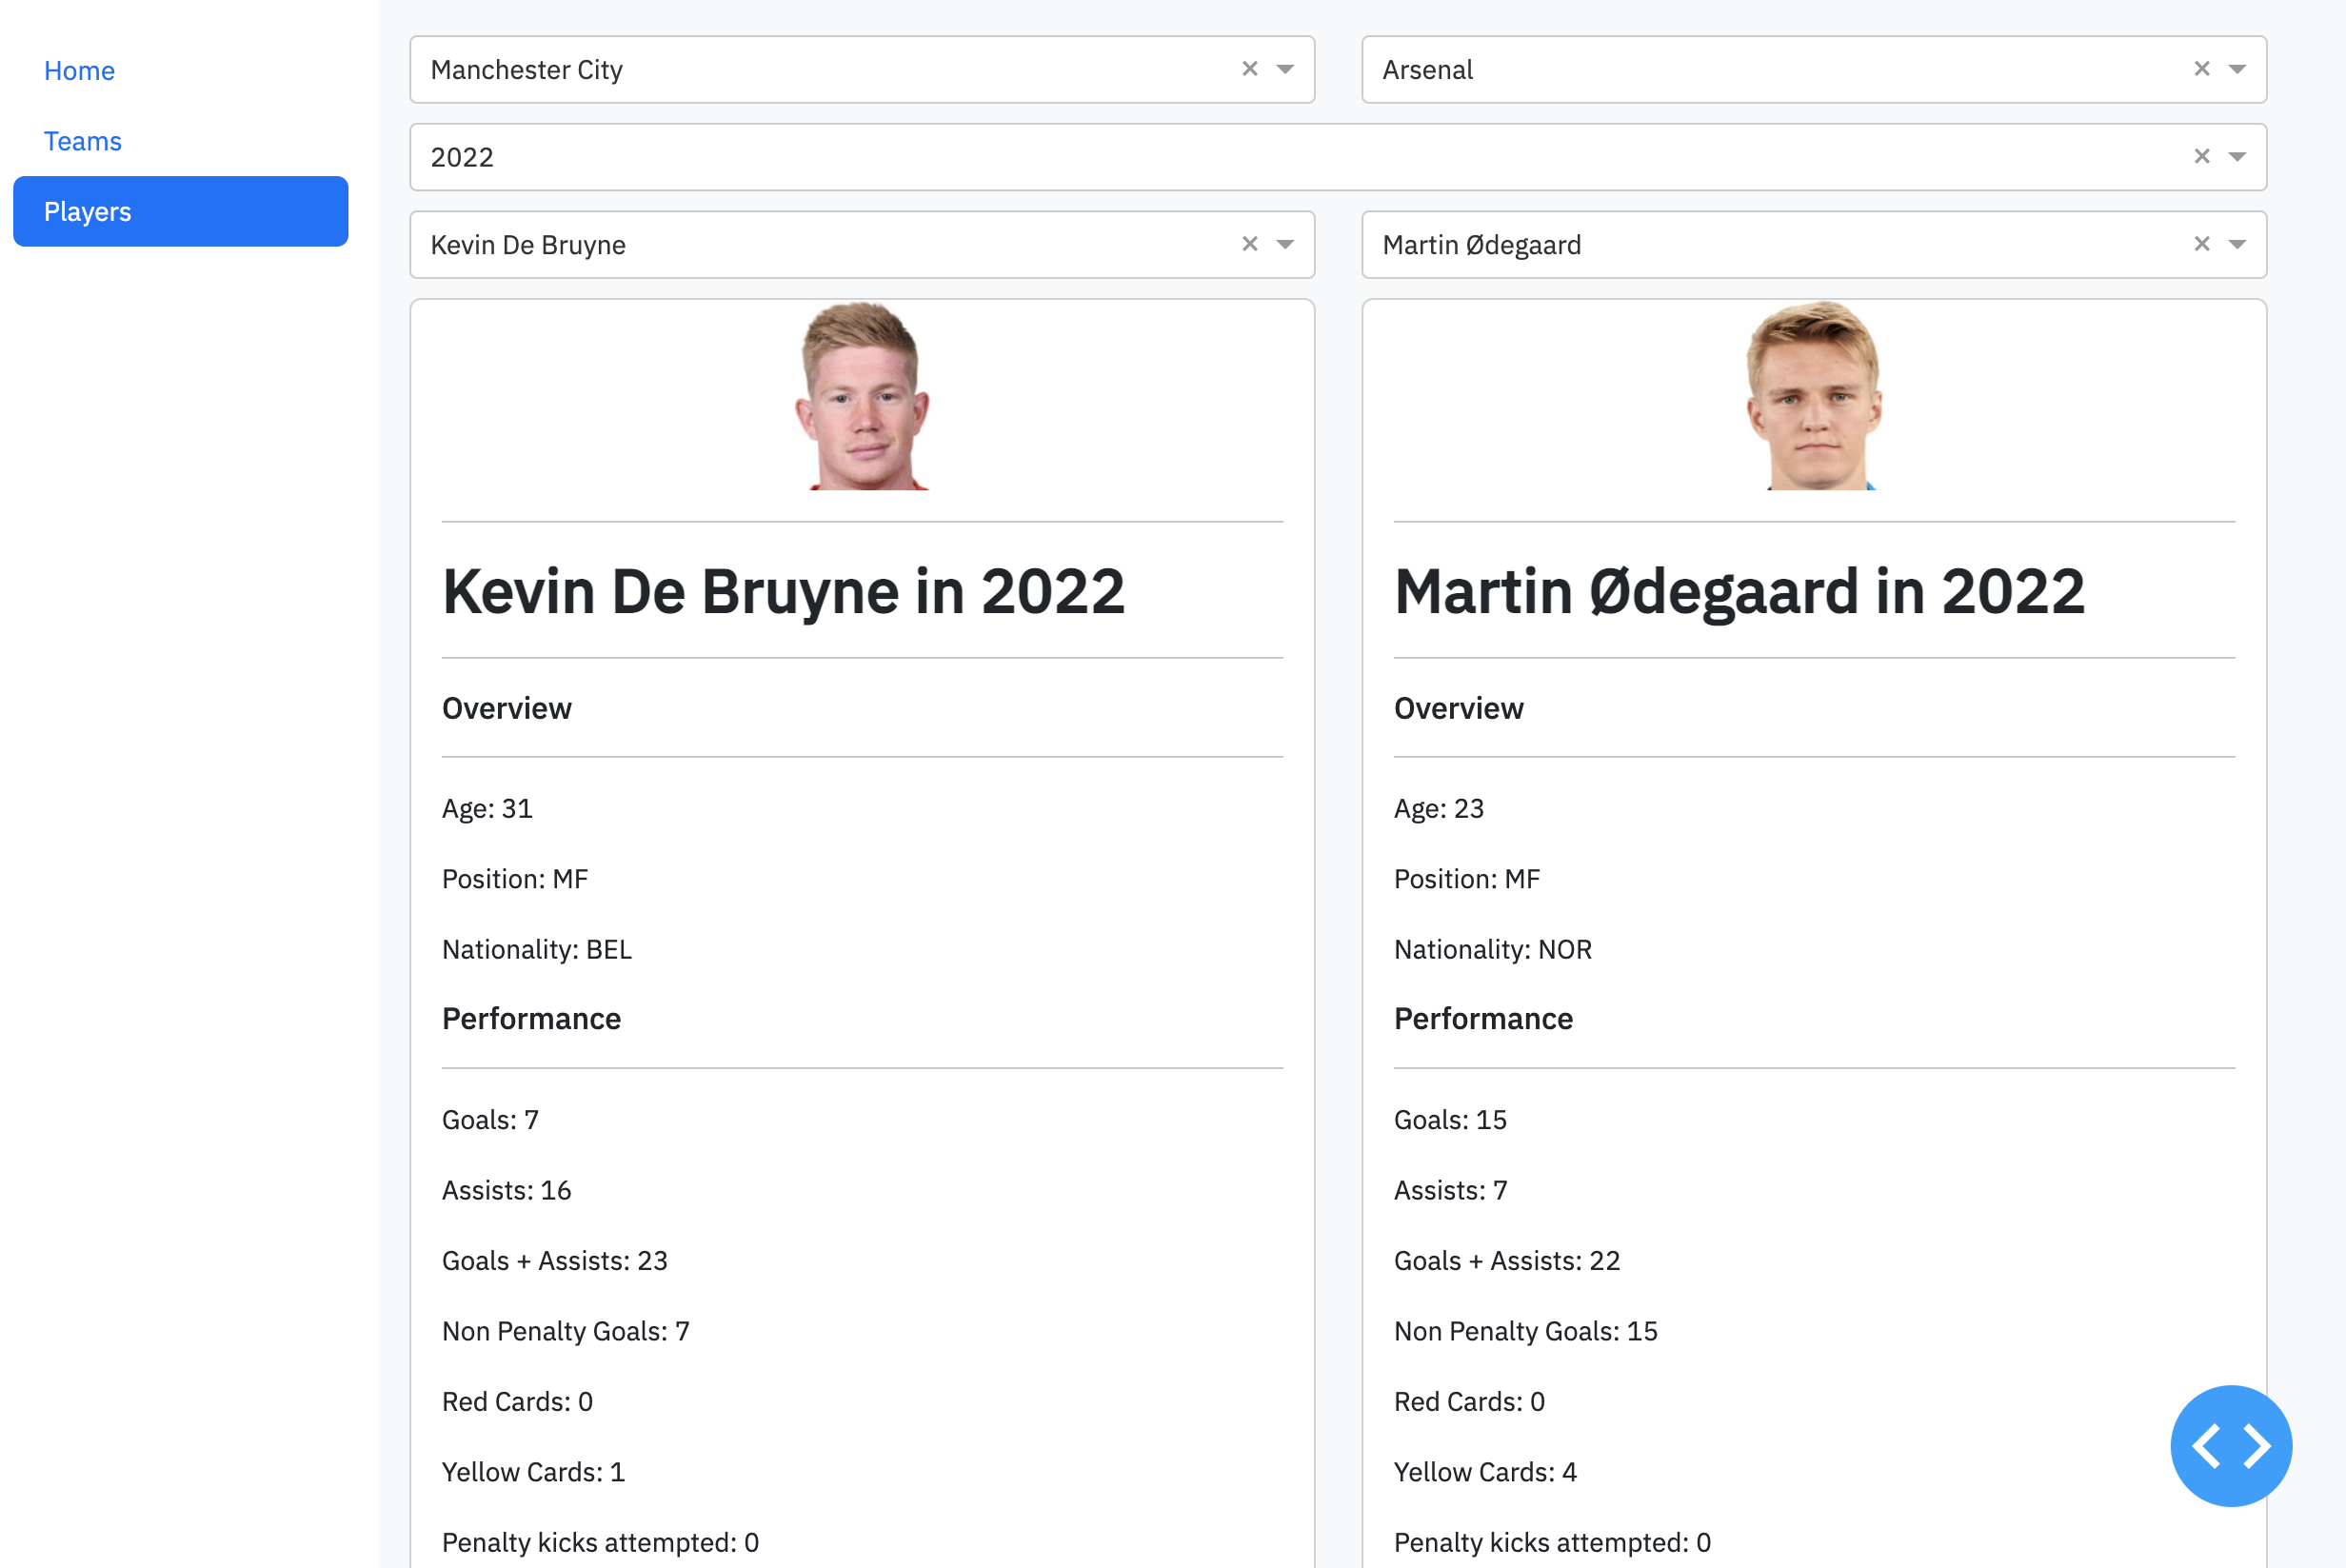 Home
Teams
Players
Manchester City
Arsenal
2022
Kevin De Bruyne
Martin Ødegaard
Kevin De Bruyne in 2022
Overview
Age: 31
Position: MF
Nationality: BEL
Performance
Goals: 7
Assists: 16
Goals + Assists: 23
Non Penalty Goals: 7
Red Cards: 0
Yellow Cards: 1
Penalty kicks attempted: 0
Martin Ødegaard in 2022
Overview
Age: 23
Position: MF
Nationality: NOR
Performance
Goals: 15
Assists: 7
Goals + Assists: 22
Non Penalty Goals: 15
Red Cards: 0
Yellow Cards: 4
Penalty kicks attempted: 0